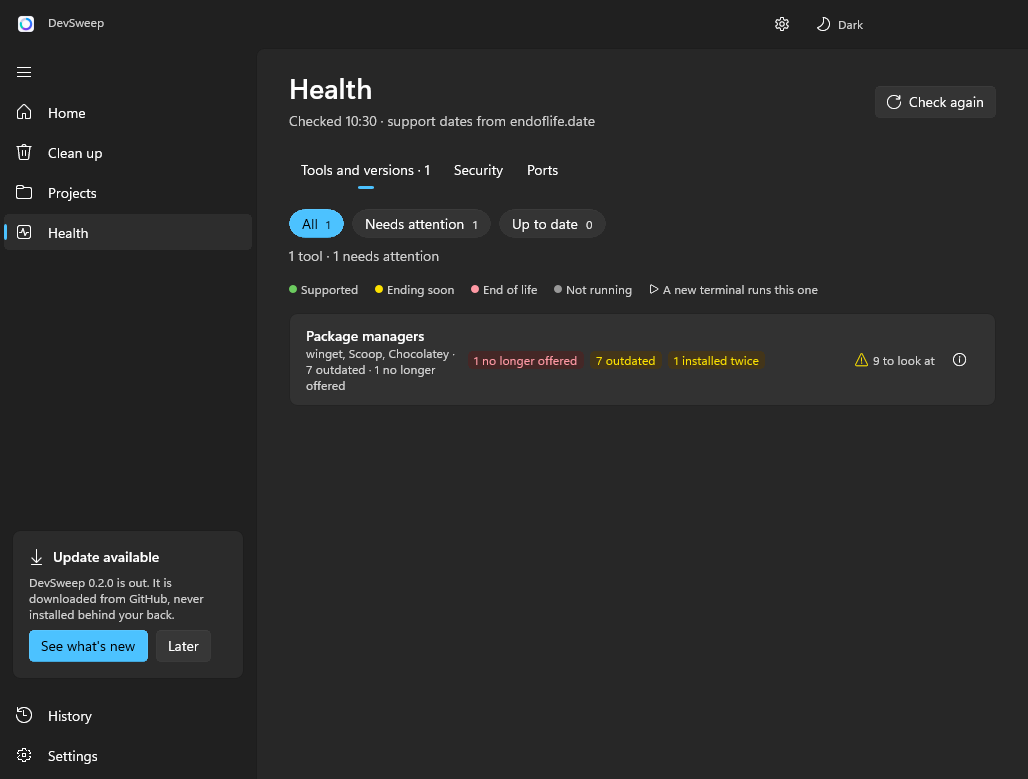 DevSweep
Dark
Home
Clean up
Projects
Health
Health
Checked 10:30 · support dates from endoflife.date
Check again
Tools and versions · 1
Security
Ports
All 1
Needs attention 1
Up to date 0
1 tool · 1 needs attention
Supported
Ending soon
End of life
Not running
A new terminal runs this one
Package managers
winget, Scoop, Chocolatey ·
7 outdated · 1 no longer
offered
1 no longer offered
7 outdated
1 installed twice
9 to look at
Update available
DevSweep 0.2.0 is out. It is
downloaded from GitHub, never
installed behind your back.
See what's new
Later
History
Settings